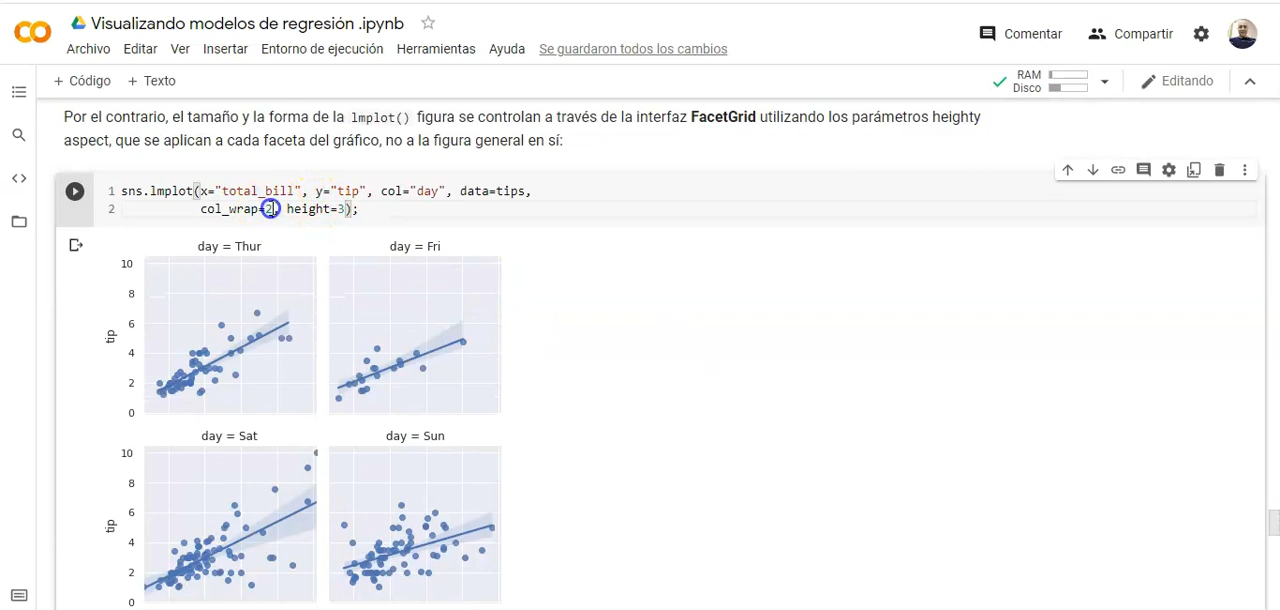 Visualizando modelos de regresión .ipynb
Comentar
Compartir
Archivo Editar Ver Insertar Entorno de ejecución Herramientas Ayuda Se guardaron todos los cambios
+ Código + Texto
RAM
Disco
Editando
Por el contrario, el tamaño y la forma de la lmplot() figura se controlan a través de la interfaz FacetGrid utilizando los parámetros heighty
aspect, que se aplican a cada faceta del gráfico, no a la figura general en sí:
1 sns.lmplot(x="total_bill", y="tip", col="day", data=tips,
2 col_wrap=2, height=3);
day = Thur
day = Fri
10
8
6
4
2
0
tip
day = Sat
day = Sun
10
8
6
4
2
0
tip